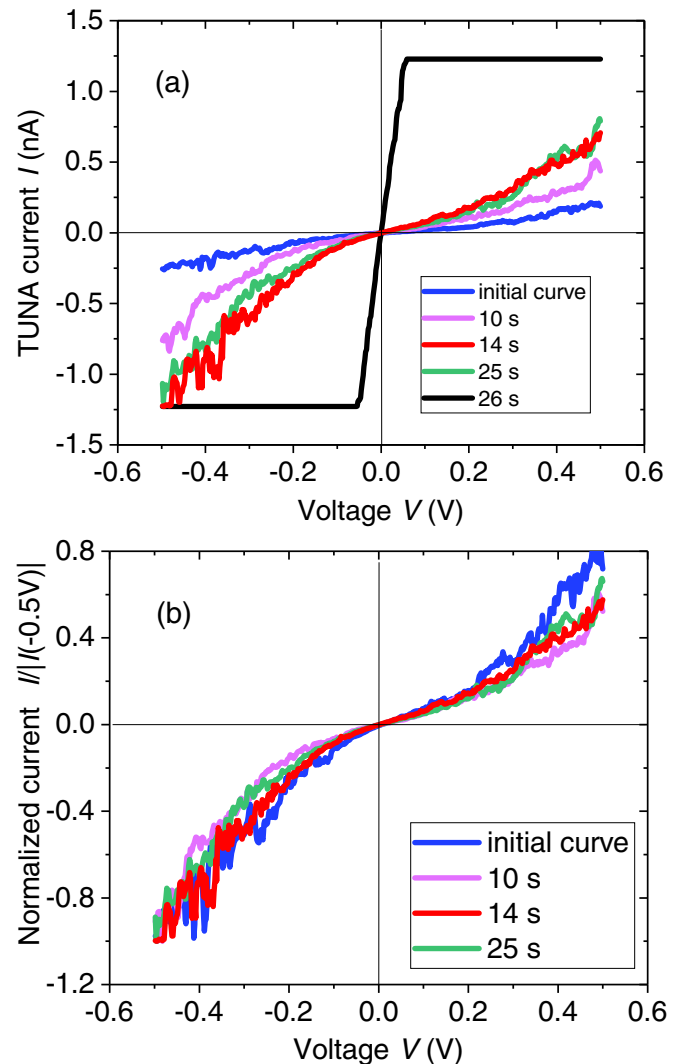 (a)
TUNA current I (nA)
1.5
1.0
0.5
0.0
-0.5
-1.0
-1.5
initial curve
10 s
14 s
25 s
26 s
-0.6 -0.4 -0.2 0.0 0.2 0.4 0.6
Voltage V (V)
(b)
Normalized current I/|I(-0.5V)|
0.8
0.4
0.0
-0.4
-0.8
-1.2
initial curve
10 s
14 s
25 s
-0.6 -0.4 -0.2 0.0 0.2 0.4 0.6
Voltage V (V)